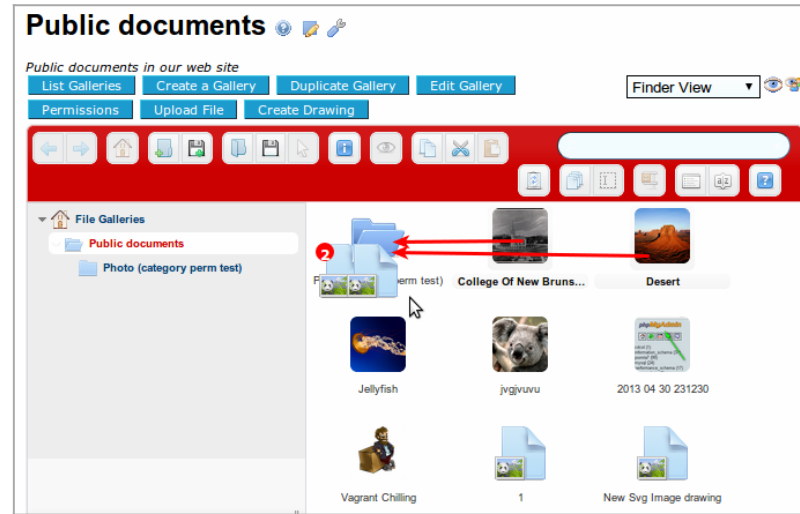 Public documents
Public documents in our web site
List Galleries Create a Gallery Duplicate Gallery Edit Gallery
Finder View
Permissions Upload File Create Drawing
File Galleries
Public documents
Photo (category perm test)
2
perm test) College Of New Bruns... Desert
phpMyAdmin
Jellyfish jvgjvuvu 2013 04 30 231230
Vagrant Chilling 1 New Svg Image drawing